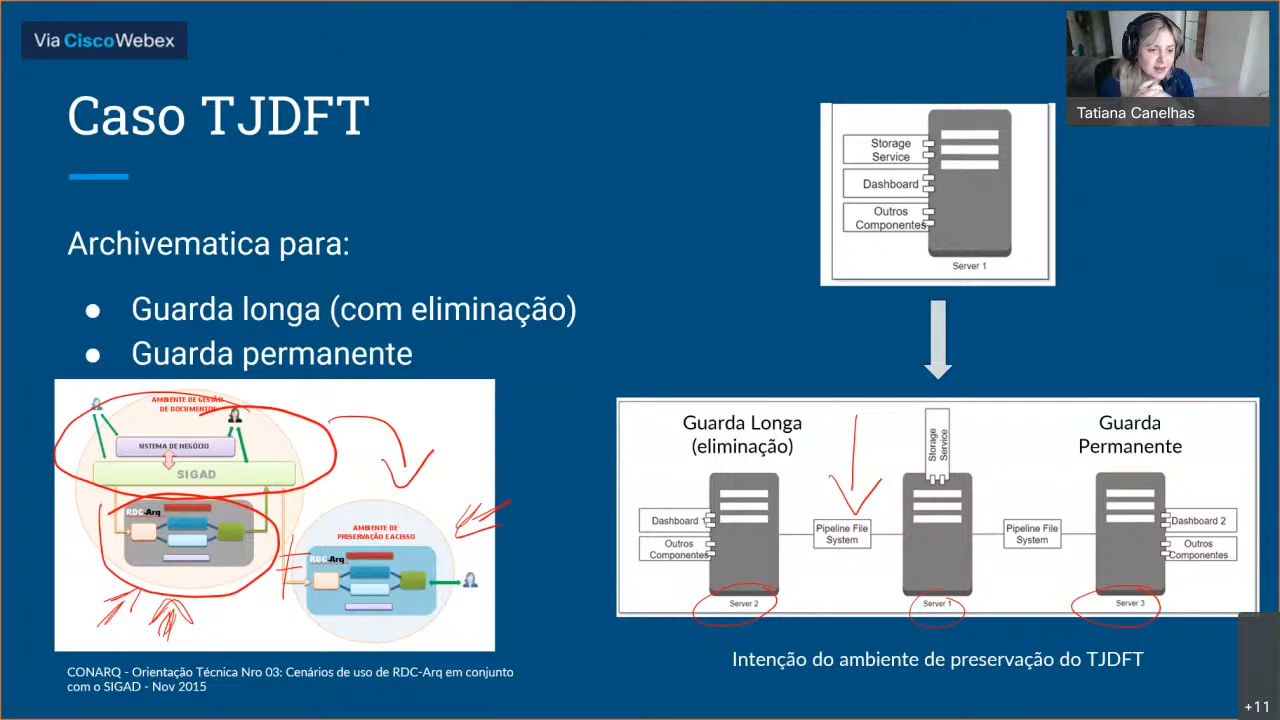 Via CiscoWebex
Tatiana Canelhas
Caso TJDFT
Archivematica para:
● Guarda longa (com eliminação)
● Guarda permanente
AMBIENTE DE GESTÃO
DE DOCUMENTOS
SISTEMA DE NEGÓCIO
SIGAD
RDC-Arq
AMBIENTE DE
PRESERVAÇÃO E ACESSO
RDC-Arq
CONARQ - Orientação Técnica Nro 03: Cenários de uso de RDC-Arq em conjunto
com o SIGAD - Nov 2015
Storage
Service
Dashboard
Outros
Componentes
Server 1
Guarda Longa
(eliminação)
Storage
Service
Guarda
Permanente
Dashboard 1
Outros
Componentes
Pipeline File
System
Pipeline File
System
Dashboard 2
Outros
Componentes
Server 2
Server 1
Server 3
Intenção do ambiente de preservação do TJDFT
+11